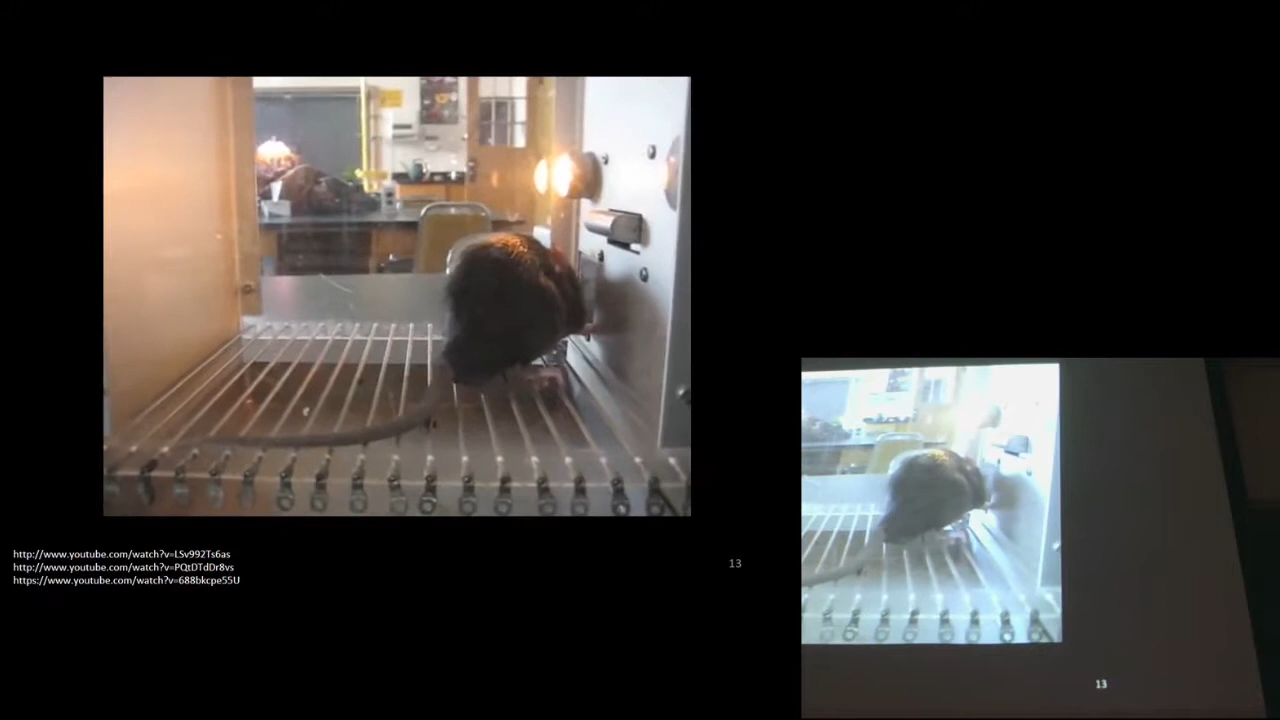 http://www.youtube.com/watch?v=LSv992Ts6as
http://www.youtube.com/watch?v=PQtDTdDr8vs
https://www.youtube.com/watch?v=688bkcpe55U
13
13